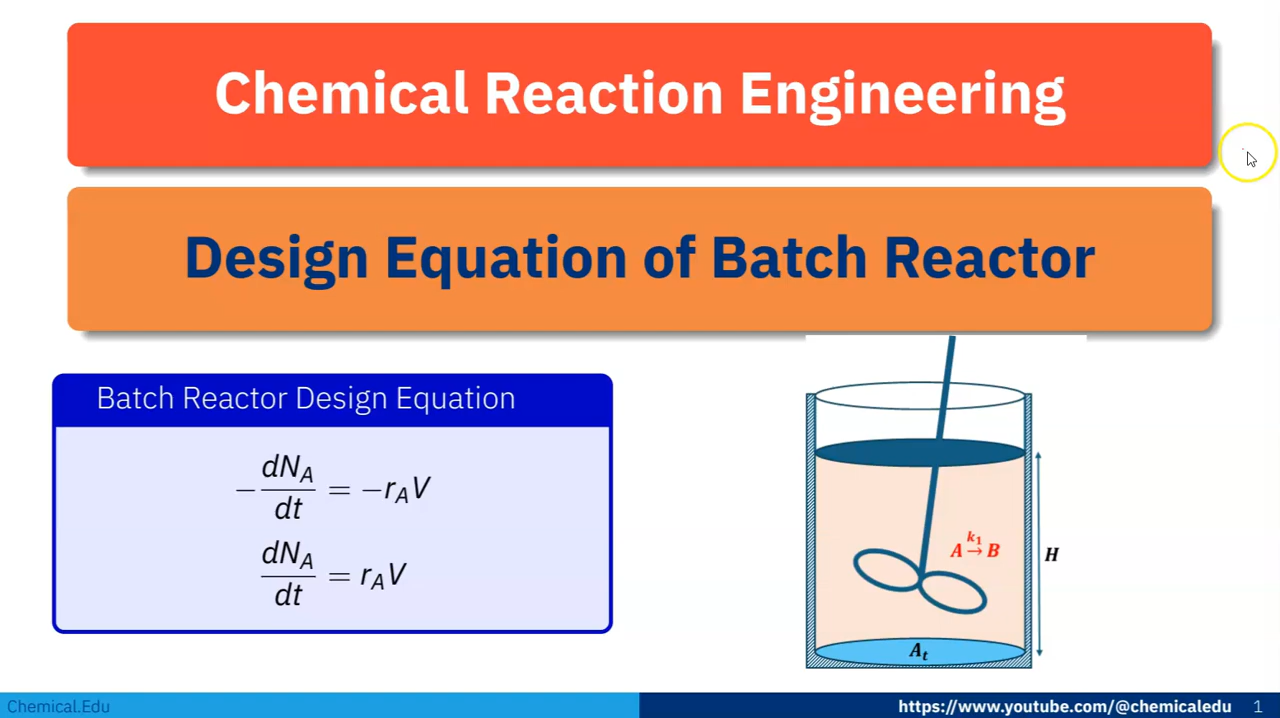 Chemical Reaction Engineering
Design Equation of Batch Reactor
Batch Reactor Design Equation
−dN_A/dt = −r_A V
dN_A/dt = r_A V
A →^{k_1} B
H
A_t
Chemical.Edu
https://www.youtube.com/@chemicaledu 1